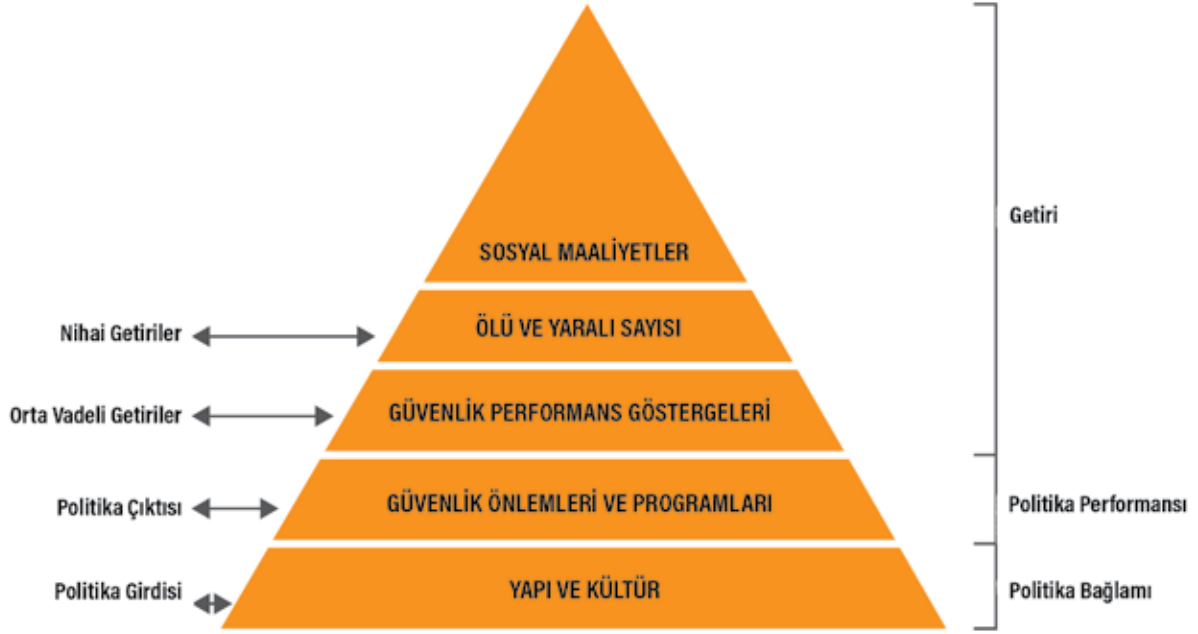 Getiri
SOSYAL MAALİYETLER
Nihai Getiriler
ÖLÜ VE YARALI SAYISI
Orta Vadeli Getiriler
GÜVENLİK PERFORMANS GÖSTERGELERİ
Politika Çıktısı
GÜVENLİK ÖNLEMLERİ VE PROGRAMLARI
Politika Performansı
Politika Girdisi
YAPI VE KÜLTÜR
Politika Bağlamı